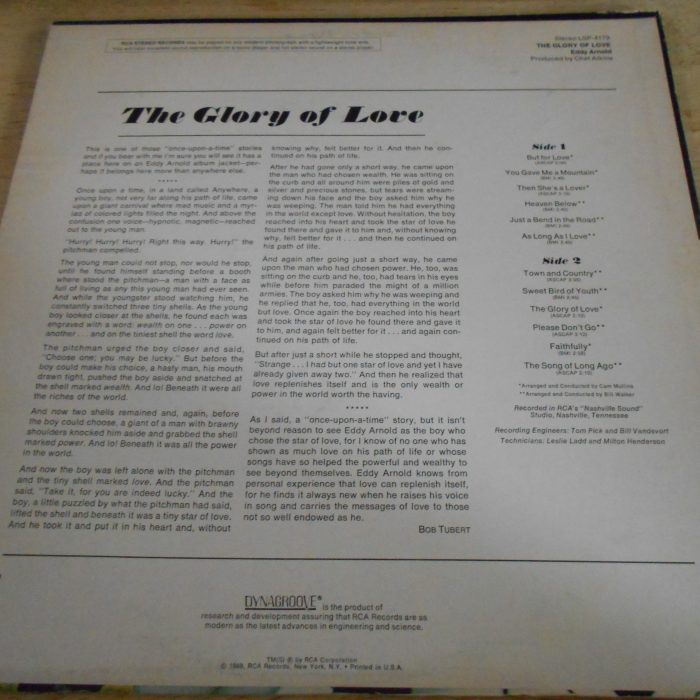 RCA STEREO RECORDS may be played on any modern phonograph with a lightweight tone arm.
You will hear excellent sound reproduction on a mono player and full stereo sound on a stereo player.
Stereo LSP-4179
THE GLORY OF LOVE
Eddy Arnold
Produced by Chet Atkins
The Glory of Love
This is one of those "once-upon-a-time" stories
and if you bear with me I'm sure you will see it has a
place here on an Eddy Arnold album jacket—per-
haps it belongs here more than anywhere else.
*****
Once upon a time, in a land called Anywhere, a
young boy, not very far along his path of life, came
upon a giant carnival where mad music and a myr-
iad of colored lights filled the night. And above the
confusion one voice—hypnotic, magnetic—reached
out to the young man.
"Hurry! Hurry! Hurry! Right this way. Hurry!" the
pitchman compelled.
The young man could not stop, nor would he stop,
until he found himself standing before a booth
where stood the pitchman—a man with a face as
full of living as any this young man had ever seen.
And while the youngster stood watching him, he
constantly switched three tiny shells. As the young
boy looked closer at the shells, he found each was
engraved with a word: wealth on one . . . power on
another . . . and on the tiniest shell the word love.
The pitchman urged the boy closer and said,
"Choose one; you may be lucky." But before the
boy could make his choice, a hasty man, his mouth
drawn tight, pushed the boy aside and snatched at
the shell marked wealth. And lo! Beneath it were all
the riches of the world.
And now two shells remained and, again, before
the boy could choose, a giant of a man with brawny
shoulders knocked him aside and grabbed the shell
marked power. And lo! Beneath it was all the power
in the world.
And now the boy was left alone with the pitchman
and the tiny shell marked love. And the pitchman
said, "Take it, for you are indeed lucky." And the
boy, a little puzzled by what the pitchman had said,
lifted the shell and beneath it was a tiny star of love.
And he took it and put it in his heart and, without
knowing why, felt better for it. And then he con-
tinued on his path of life.
After he had gone only a short way, he came upon
the man who had chosen wealth. He was sitting on
the curb and all around him were piles of gold and
silver and precious stones, but tears were stream-
ing down his face and the boy asked him why he
was weeping. The man told him he had everything
in the world except love. Without hesitation, the boy
reached into his heart and took the star of love he
found there and gave it to him and, without knowing
why, felt better for it . . . and then he continued on
his path of life.
And again after going just a short way, he came
upon the man who had chosen power. He, too, was
sitting on the curb and he, too, had tears in his eyes
while before him paraded the might of a million
armies. The boy asked him why he was weeping and
he replied that he, too, had everything in the world
but love. Once again the boy reached into his heart
and took the star of love he found there and gave it
to him, and again felt better for it . . . and again con-
tinued on his path of life.
But after just a short while he stopped and thought,
"Strange . . . I had but one star of love and yet I have
already given away two." And then he realized that
love replenishes itself and is the only wealth or
power in the world worth the having.
*****
As I said, a "once-upon-a-time" story, but it isn't
beyond reason to see Eddy Arnold as the boy who
chose the star of love, for I know of no one who has
shown as much love on his path of life or whose
songs have so helped the powerful and wealthy to
see beyond themselves. Eddy Arnold knows from
personal experience that love can replenish itself,
for he finds it always new when he raises his voice
in song and carries the messages of love to those
not so well endowed as he.
BOB TUBERT
Side 1
But for Love*
You Gave Me a Mountain*
Then She's a Lover*
Heaven Below**
Just a Bend in the Road**
As Long As I Love**
Side 2
Town and Country**
Sweet Bird of Youth**
The Glory of Love*
Please Don't Go**
Faithfully*
The Song of Long Ago**
*Arranged and Conducted by Cam Mullins
**Arranged and Conducted by Bill Walker
Recorded in RCA's "Nashville Sound"
Studio, Nashville, Tennessee
Recording Engineers: Tom Pick and Bill Vandevort
Technicians: Leslie Ladd and Milton Henderson
DYNAGROOVE® is the product of
research and development assuring that RCA Records are as
modern as the latest advances in engineering and science.
TM(S) ® by RCA Corporation
© 1969, RCA Records, New York, N.Y. • Printed in U.S.A.